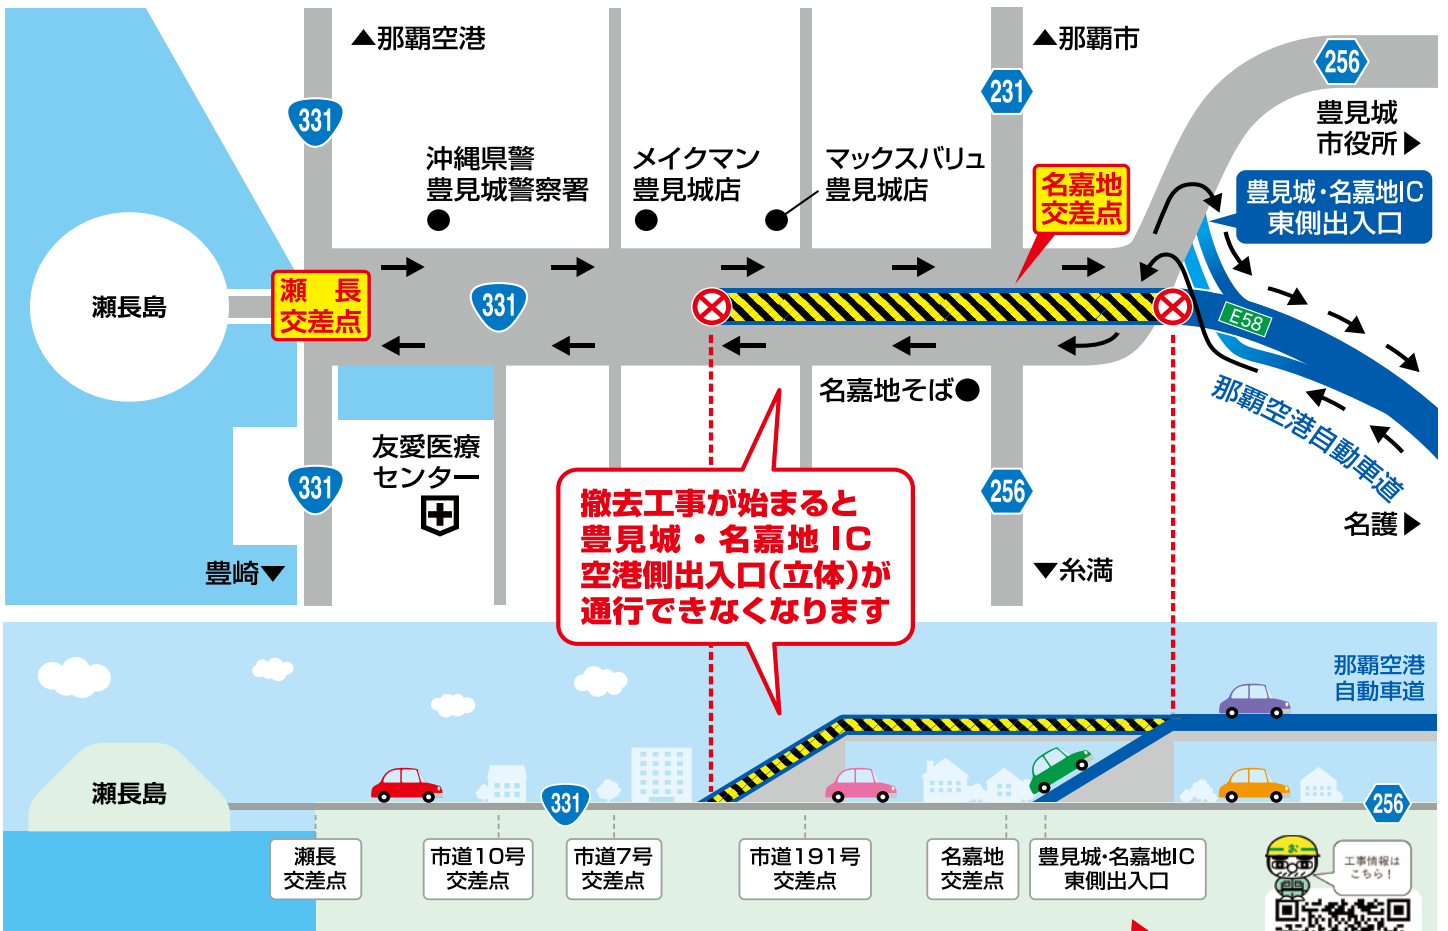 ▲那覇空港
▲那覇市
256
331
231
豊見城
市役所▶
沖縄県警
豊見城警察署
メイクマン
豊見城店
マックスバリュ
豊見城店
名嘉地
交差点
豊見城・名嘉地IC
東側出入口
瀬長島
瀬長
交差点
331
E58
名嘉地そば
那覇空港自動車道
友愛医療
センター
331
256
名護▶
豊崎▼
▼糸満
撤去工事が始まると
豊見城・名嘉地 IC
空港側出入口(立体)が
通行できなくなります
那覇空港
自動車道
瀬長島
331
256
瀬長
交差点
市道10号
交差点
市道7号
交差点
市道191号
交差点
名嘉地
交差点
豊見城・名嘉地IC
東側出入口
お
工事情報は
こちら!